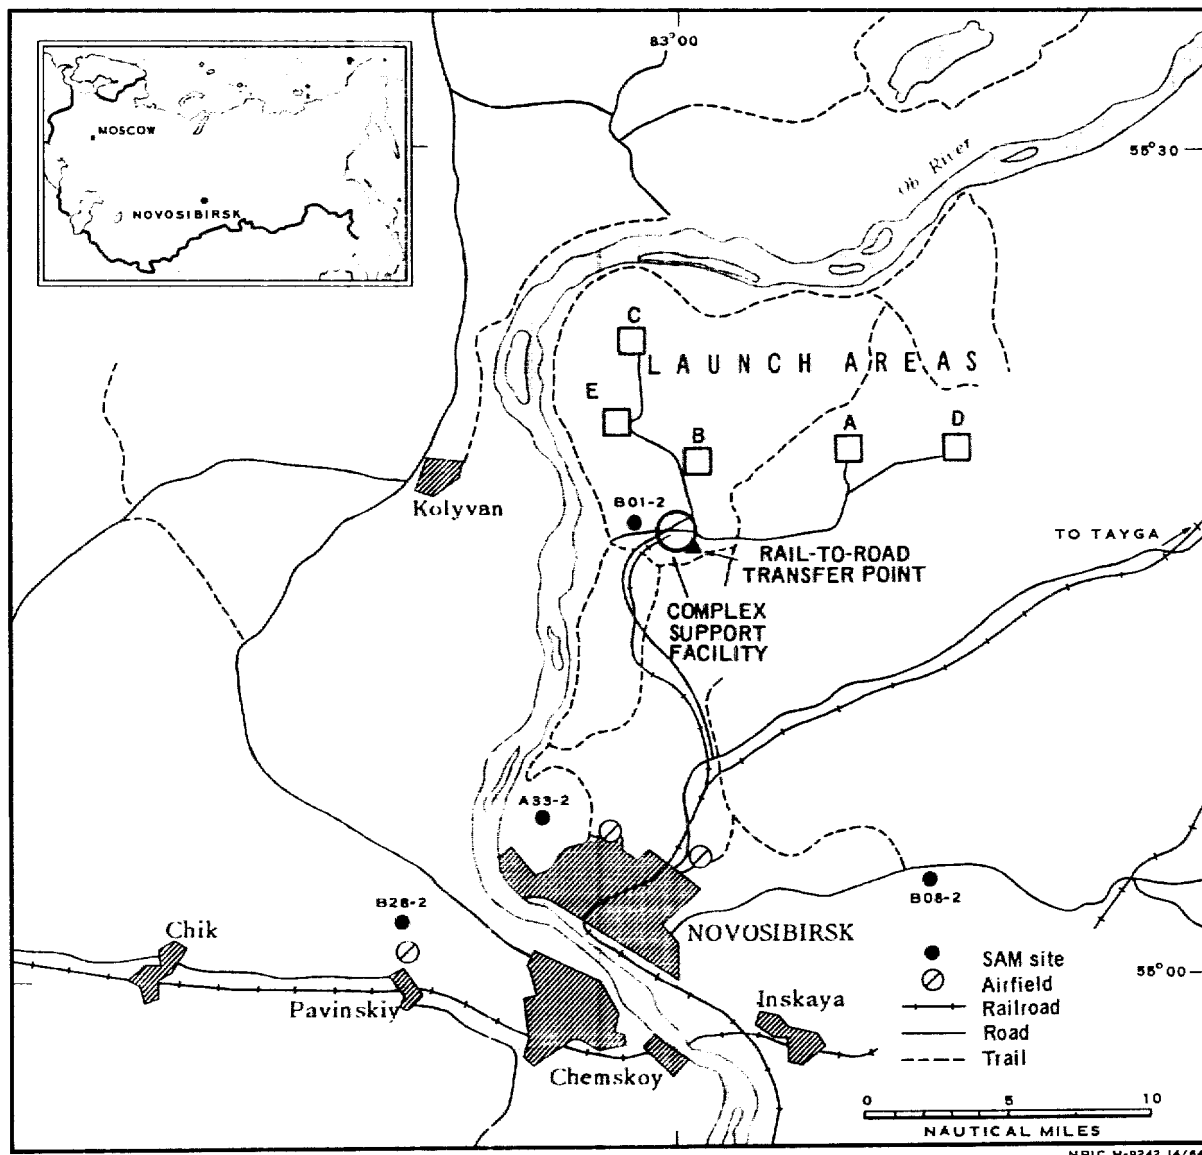 83°00
MOSCOW
NOVOSIBIRSK
55°30
Ob River
C
LAUNCH AREAS
E
A
D
B
Kolyvan
B01-2
TO TAYGA
RAIL-TO-ROAD
TRANSFER POINT
COMPLEX
SUPPORT
FACILITY
A33-2
B28-2
B08-2
Chik
NOVOSIBIRSK
SAM site
55°00
Airfield
Pavinskiy
Inskaya
Railroad
Road
Trail
Chemskoy
0 5 10
NAUTICAL MILES